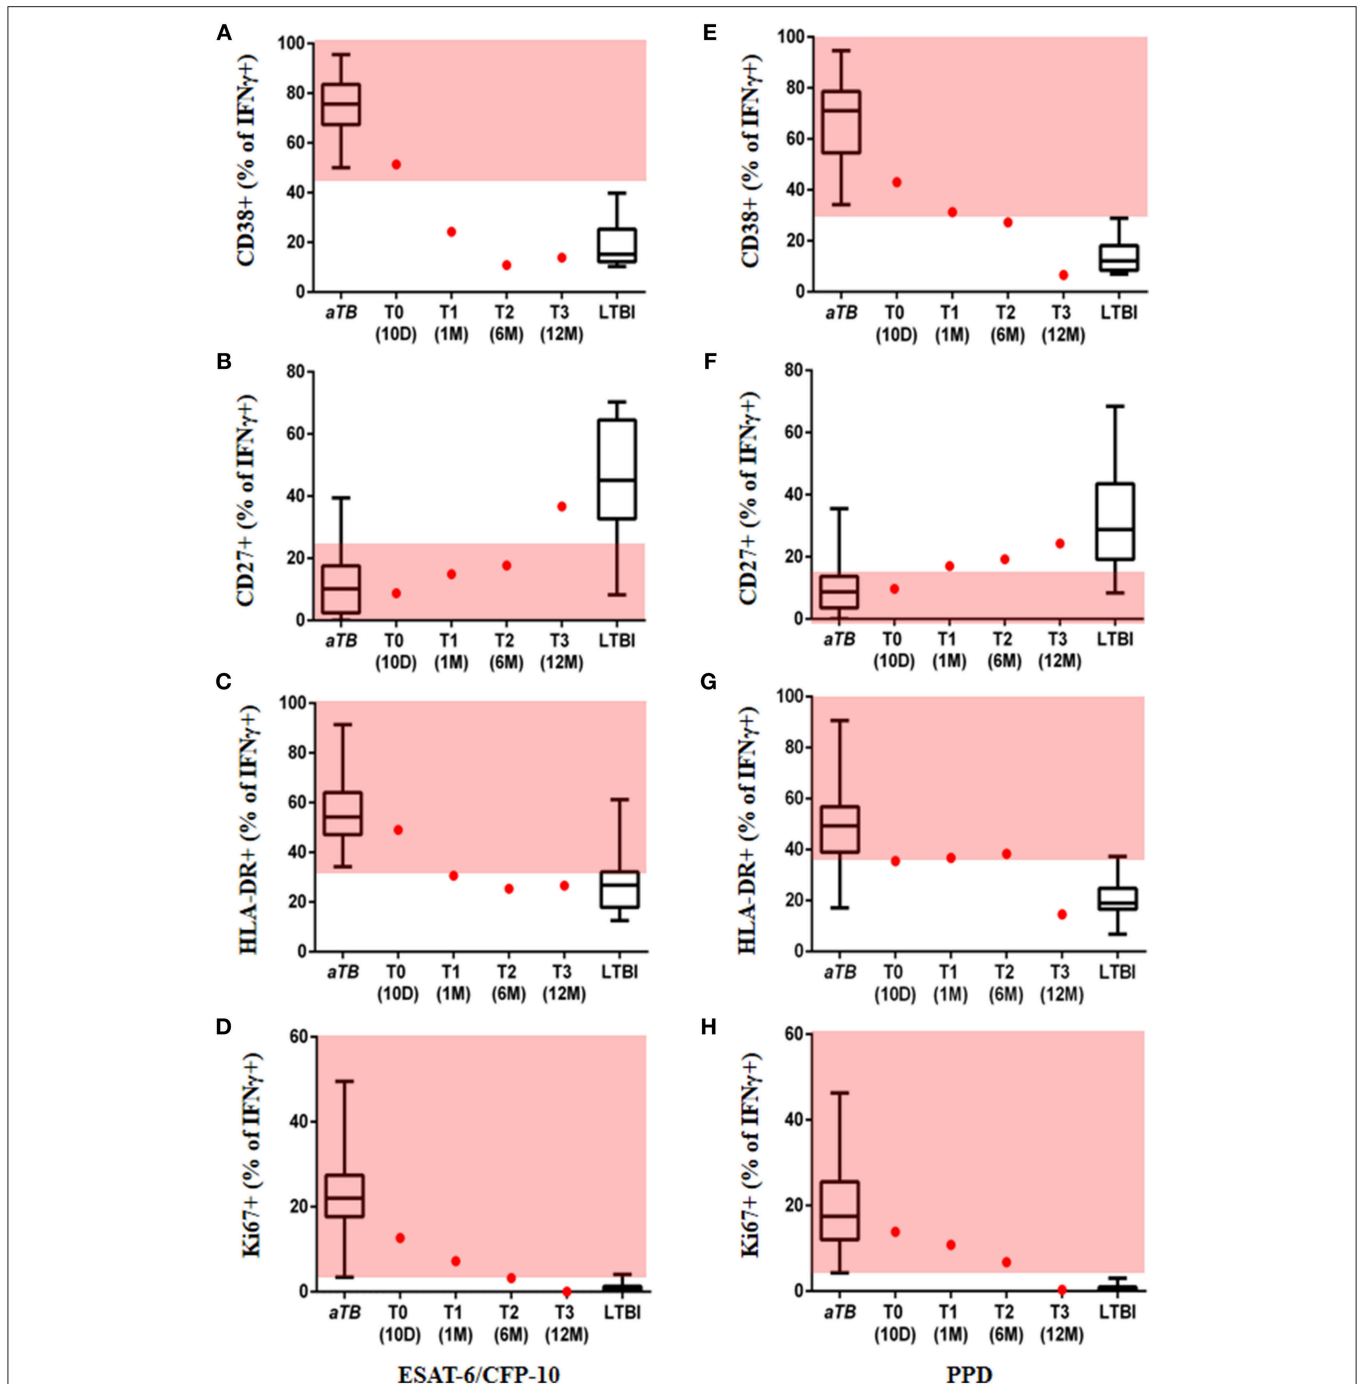 A
CD38+ (% of IFNγ+)
100
80
60
40
20
0
aTB T0 T1 T2 T3 LTBI
(10D) (1M) (6M) (12M)
E
CD38+ (% of IFNγ+)
100
80
60
40
20
0
aTB T0 T1 T2 T3 LTBI
(10D) (1M) (6M) (12M)
B
CD27+ (% of IFNγ+)
80
60
40
20
0
aTB T0 T1 T2 T3 LTBI
(10D) (1M) (6M) (12M)
F
CD27+ (% of IFNγ+)
80
60
40
20
0
aTB T0 T1 T2 T3 LTBI
(10D) (1M) (6M) (12M)
C
HLA-DR+ (% of IFNγ+)
100
80
60
40
20
0
aTB T0 T1 T2 T3 LTBI
(10D) (1M) (6M) (12M)
G
HLA-DR+ (% of IFNγ+)
100
80
60
40
20
0
aTB T0 T1 T2 T3 LTBI
(10D) (1M) (6M) (12M)
D
Ki67+ (% of IFNγ+)
60
40
20
0
aTB T0 T1 T2 T3 LTBI
(10D) (1M) (6M) (12M)
H
Ki67+ (% of IFNγ+)
60
40
20
0
aTB T0 T1 T2 T3 LTBI
(10D) (1M) (6M) (12M)
ESAT-6/CFP-10
PPD